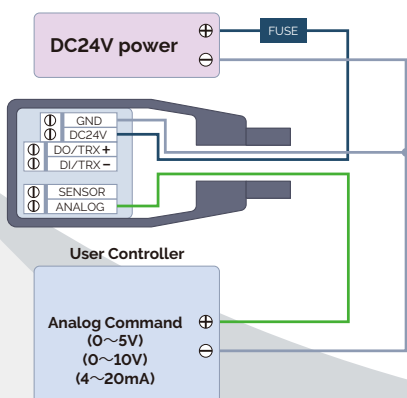 DC24V power
FUSE
GND
DC24V
DO/TRX+
DI/TRX−
SENSOR
ANALOG
User Controller
Analog Command
(0～5V)
(0～10V)
(4～20mA)